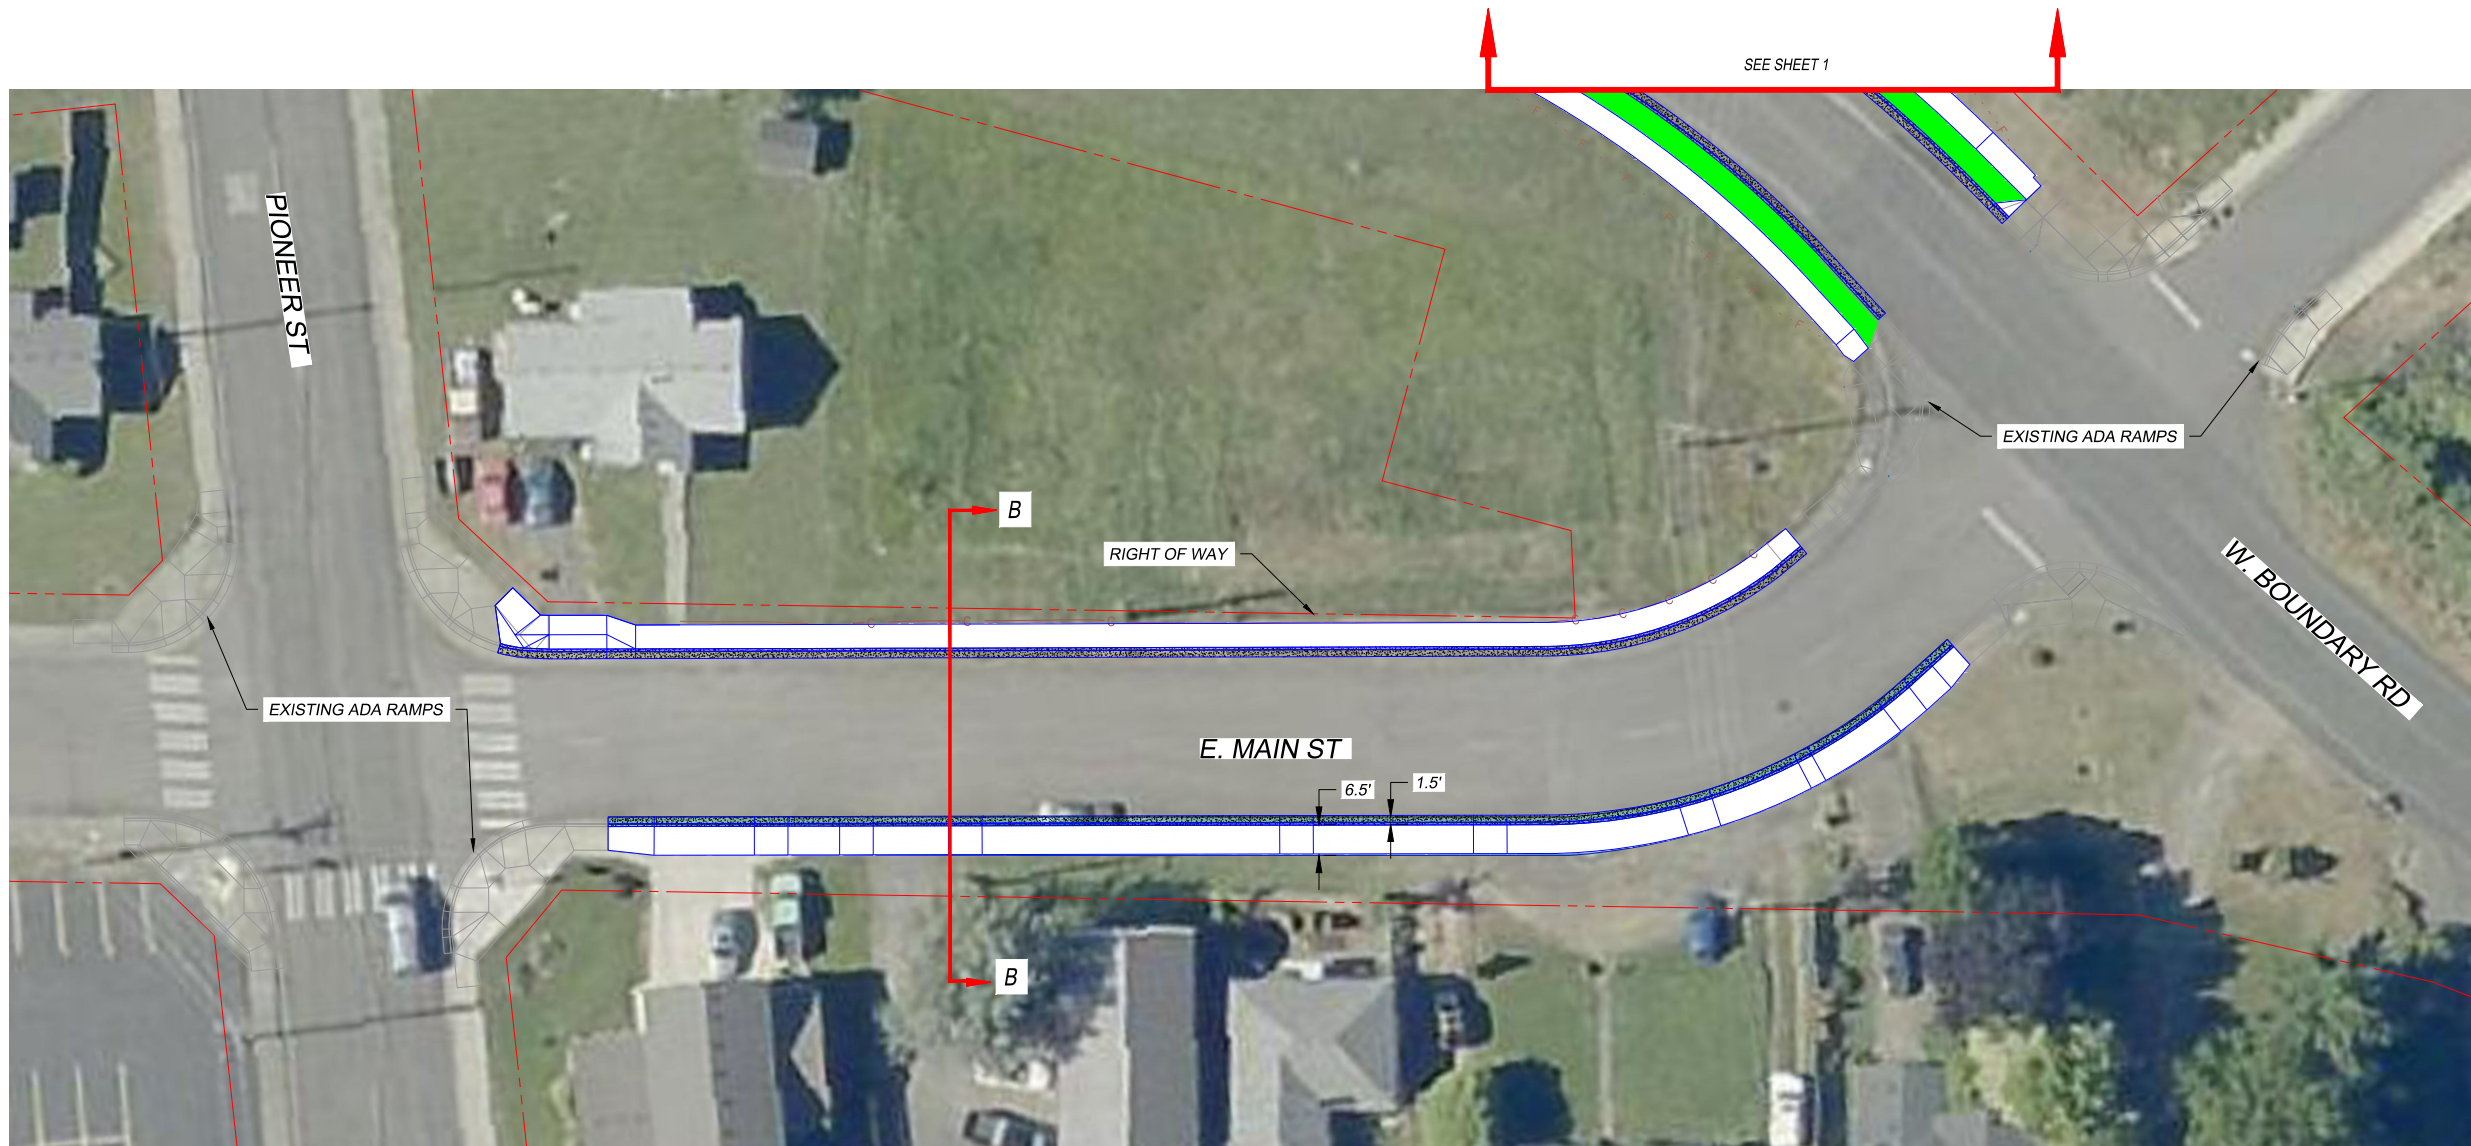 SEE SHEET 1
PIONEER ST
EXISTING ADA RAMPS
B
RIGHT OF WAY
W. BOUNDARY RD
EXISTING ADA RAMPS
E. MAIN ST
6.5'
1.5'
B